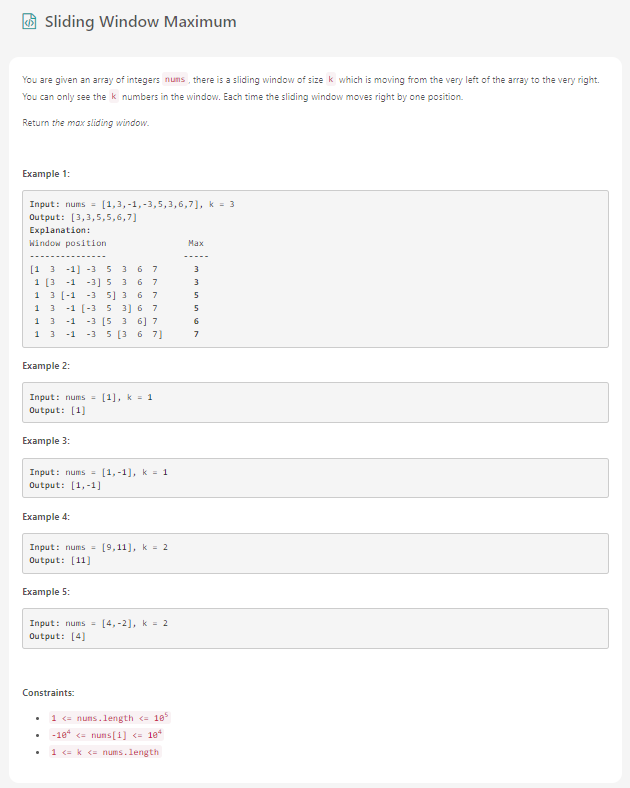 Sliding Window Maximum
You are given an array of integers nums , there is a sliding window of size k which is moving from the very left of the array to the very right.
You can only see the k numbers in the window. Each time the sliding window moves right by one position.
Return the max sliding window.
Example 1:
Input: nums = [1,3,-1,-3,5,3,6,7], k = 3
Output: [3,3,5,5,6,7]
Explanation:
Window position                Max
---------------               -----
[1  3  -1] -3  5  3  6  7       3
 1 [3  -1  -3] 5  3  6  7       3
 1  3 [-1  -3  5] 3  6  7       5
 1  3  -1 [-3  5  3] 6  7       5
 1  3  -1  -3 [5  3  6] 7       6
 1  3  -1  -3  5 [3  6  7]      7
Example 2:
Input: nums = [1], k = 1
Output: [1]
Example 3:
Input: nums = [1,-1], k = 1
Output: [1,-1]
Example 4:
Input: nums = [9,11], k = 2
Output: [11]
Example 5:
Input: nums = [4,-2], k = 2
Output: [4]
Constraints:
• 1 <= nums.length <= 10⁵
• -10⁴ <= nums[i] <= 10⁴
• 1 <= k <= nums.length